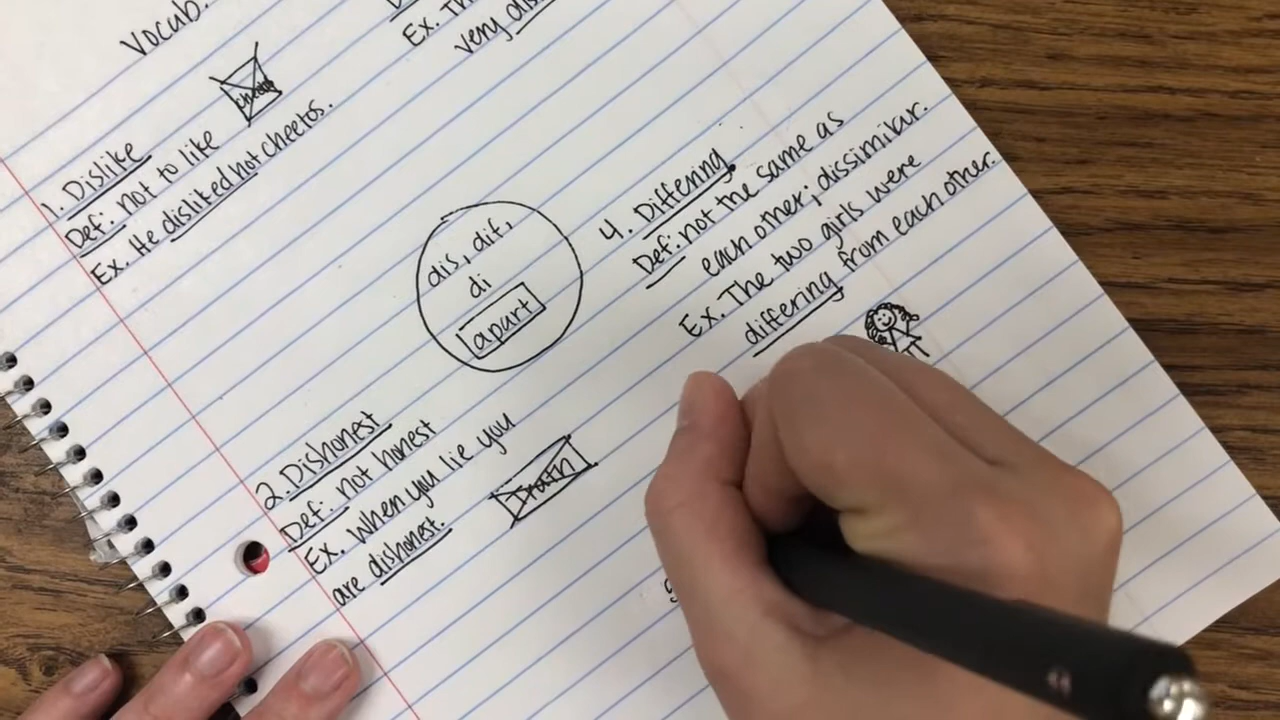 Vocab.
Ex. Th
very dis
1. Dislike
Def: not to like
Ex. He disliked hot cheetos.
dis, dif,
di
apart
4. Differing
Def: not the same as
each other; dissimilar.
Ex. The two girls were
differing from each other.
2. Dishonest
Def: not honest
Ex. When you lie you
are dishonest.
Truth